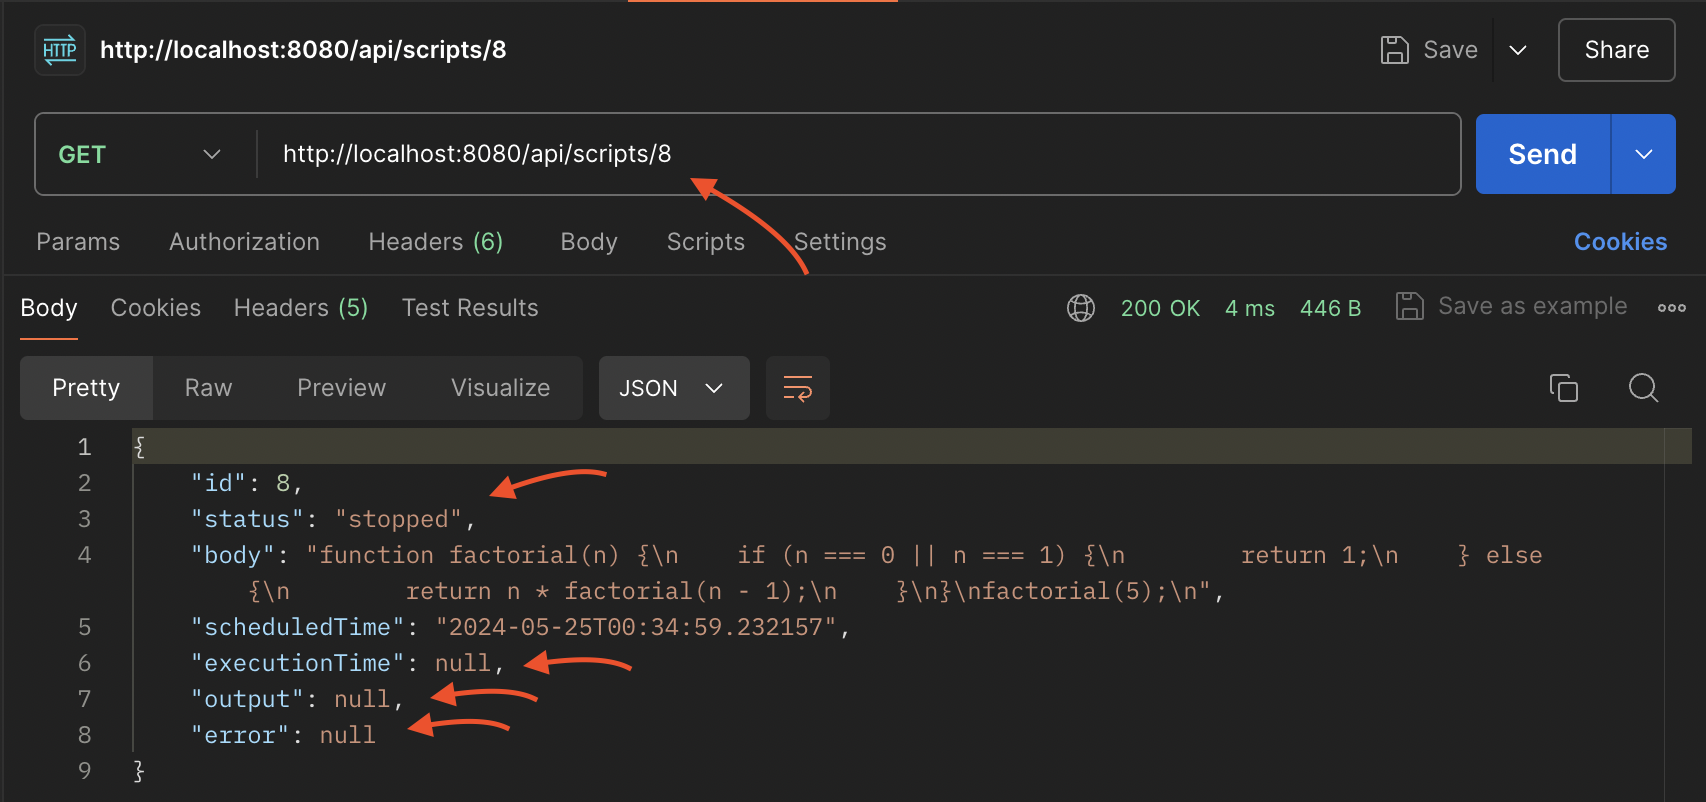 HTTP http://localhost:8080/api/scripts/8 Save Share
GET http://localhost:8080/api/scripts/8 Send
Params Authorization Headers (6) Body Scripts Settings Cookies
Body Cookies Headers (5) Test Results 200 OK 4 ms 446 B Save as example
Pretty Raw Preview Visualize JSON
1 {
2 "id": 8,
3 "status": "stopped",
4 "body": "function factorial(n) {\n    if (n === 0 || n === 1) {\n        return 1;\n    } else
{\n        return n * factorial(n - 1);\n    }\n}\nfactorial(5);\n",
5 "scheduledTime": "2024-05-25T00:34:59.232157",
6 "executionTime": null,
7 "output": null,
8 "error": null
9 }